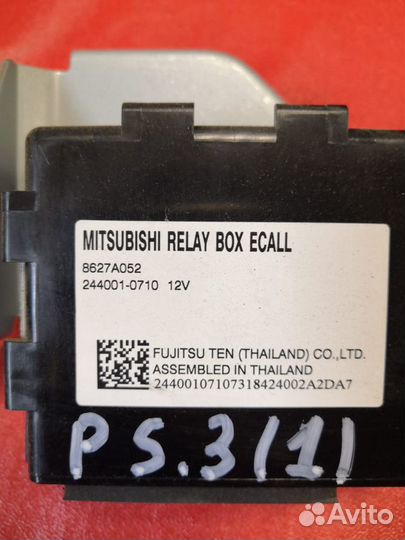 MITSUBISHI RELAY BOX ECALL
8627A052
244001-0710 12V
FUJITSU TEN (THAILAND) CO.,LTD.
ASSEMBLED IN THAILAND
24400107107318424002A2DA7
PS.3(1)
Avito